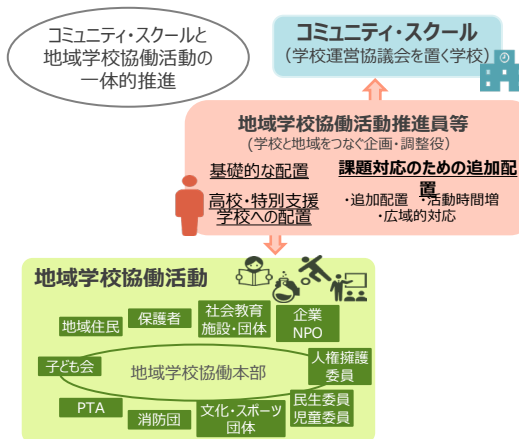 コミュニティ・スクールと
地域学校協働活動の
一体的推進
コミュニティ・スクール
（学校運営協議会を置く学校）
地域学校協働活動推進員等
(学校と地域をつなぐ企画・調整役)
基礎的な配置
高校・特別支援
学校への配置
課題対応のための追加配
置
・追加配置 ・活動時間増
・広域的対応
地域学校協働活動
地域住民
保護者
社会教育
施設・団体
企業
NPO
子ども会
地域学校協働本部
人権擁護
委員
PTA
消防団
文化・スポーツ
団体
民生委員
児童委員